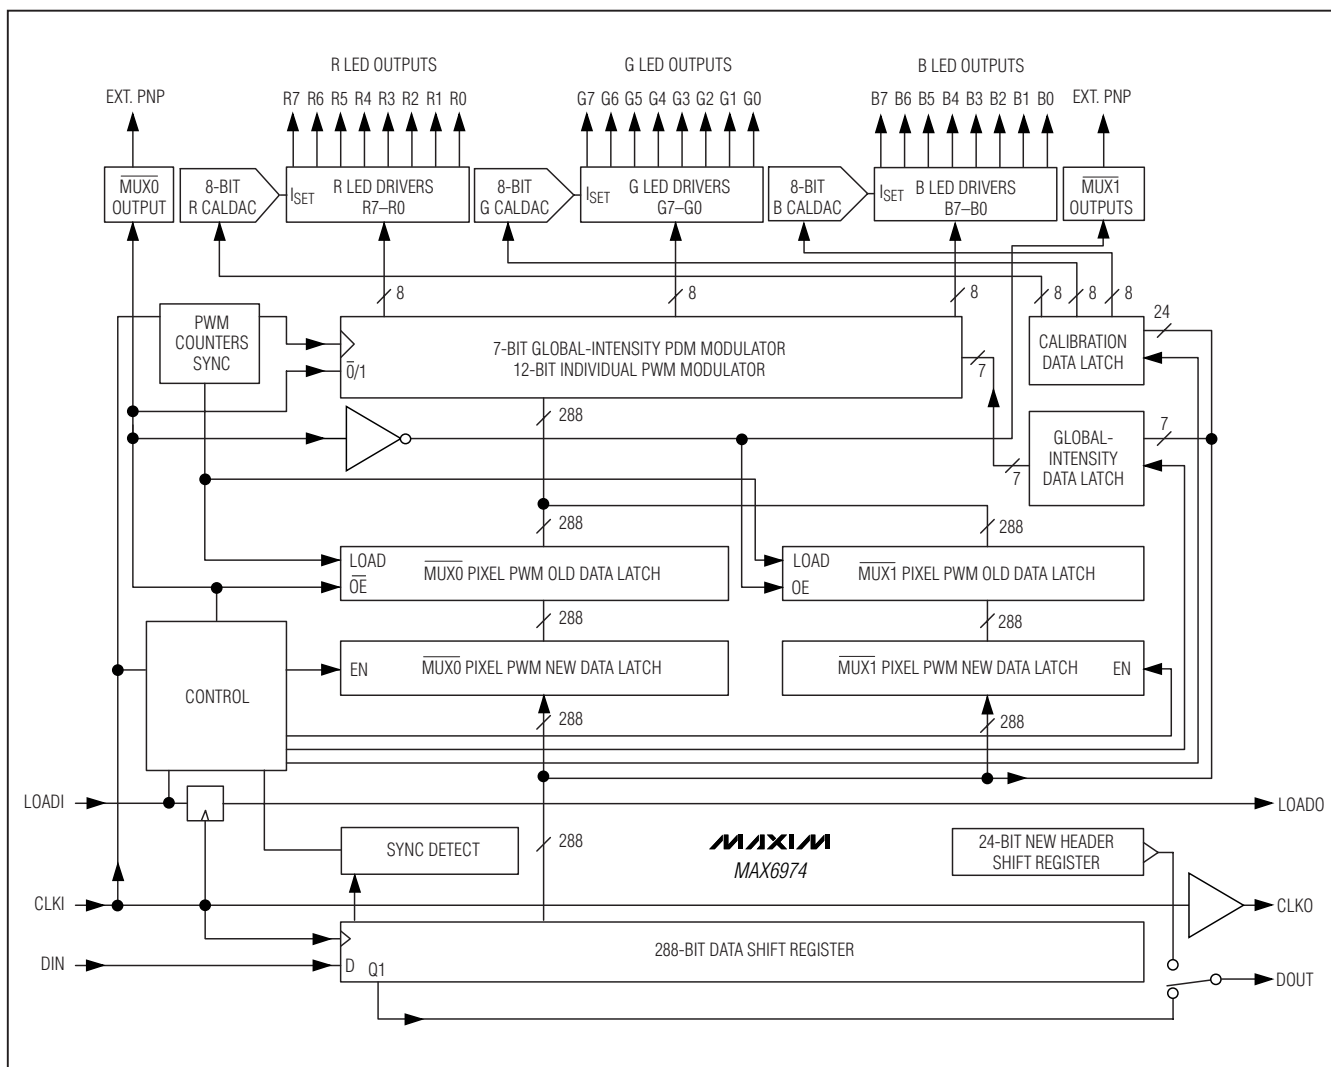 R LED OUTPUTS
G LED OUTPUTS
B LED OUTPUTS
EXT. PNP
R7 R6 R5 R4 R3 R2 R1 R0
G7 G6 G5 G4 G3 G2 G1 G0
B7 B6 B5 B4 B3 B2 B1 B0
EXT. PNP
MUX0
OUTPUT
8-BIT
R CALDAC
ISET
R LED DRIVERS
R7–R0
8-BIT
G CALDAC
ISET
G LED DRIVERS
G7–G0
8-BIT
B CALDAC
ISET
B LED DRIVERS
B7–B0
MUX1
OUTPUTS
8
8
8
8
8
8
24
PWM
COUNTERS
SYNC
0/1
7-BIT GLOBAL-INTENSITY PDM MODULATOR
12-BIT INDIVIDUAL PWM MODULATOR
7
CALIBRATION
DATA LATCH
288
7
GLOBAL-
INTENSITY
DATA LATCH
7
288
288
LOAD
OE
MUX0 PIXEL PWM OLD DATA LATCH
LOAD
OE
MUX1 PIXEL PWM OLD DATA LATCH
288
288
CONTROL
EN
MUX0 PIXEL PWM NEW DATA LATCH
MUX1 PIXEL PWM NEW DATA LATCH
EN
288
288
LOADI
LOADO
SYNC DETECT
288
MAXIM
MAX6974
24-BIT NEW HEADER
SHIFT REGISTER
CLKI
CLKO
288-BIT DATA SHIFT REGISTER
DIN
D
Q1
DOUT